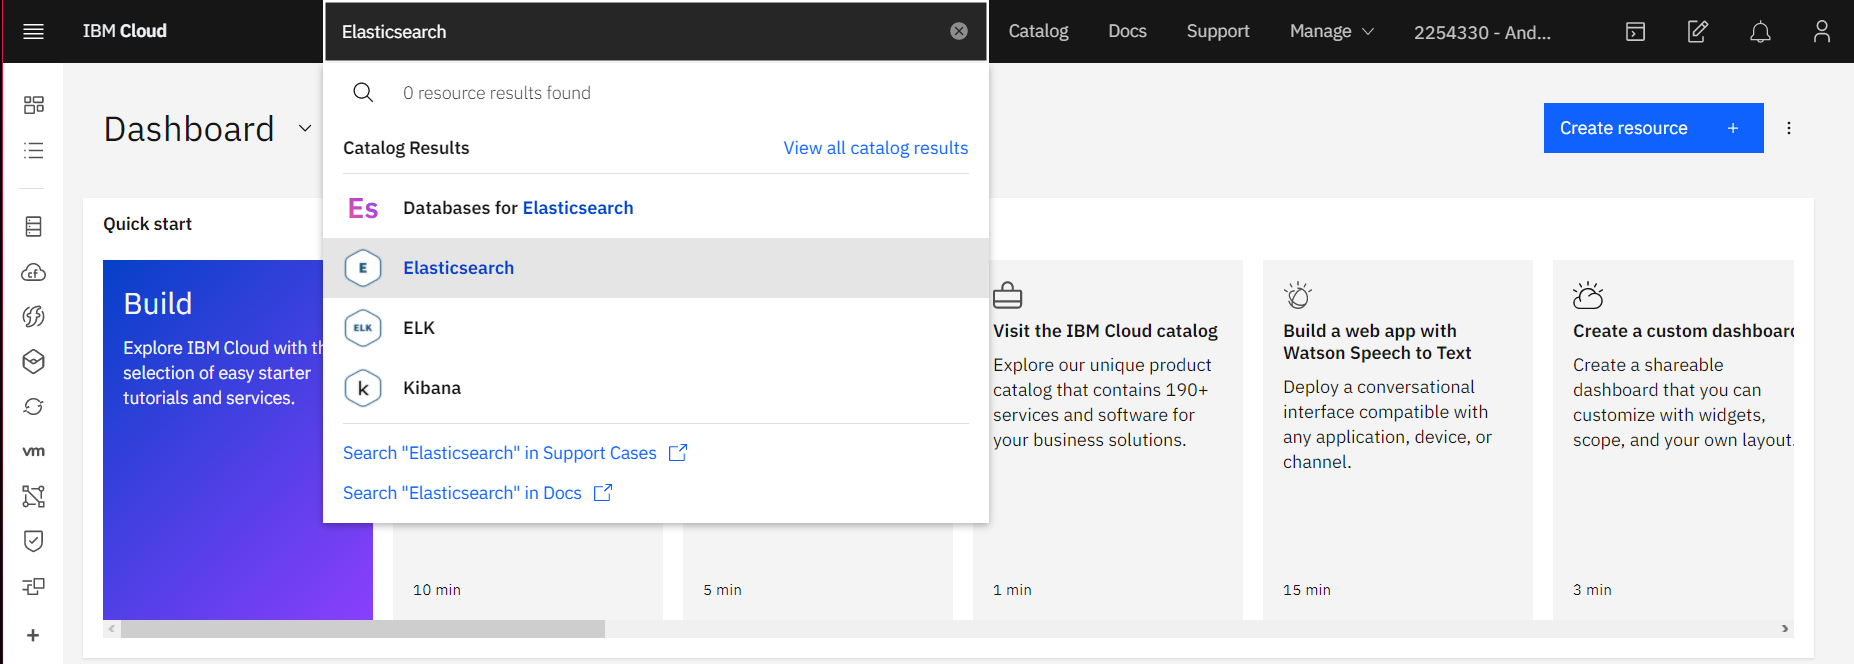 IBM Cloud
Elasticsearch
Catalog
Docs
Support
Manage
2254330 - And...
0 resource results found
Dashboard
Create resource +
Catalog Results
View all catalog results
Es Databases for Elasticsearch
Quick start
E Elasticsearch
ELK ELK
k Kibana
Search "Elasticsearch" in Support Cases
Search "Elasticsearch" in Docs
Build
Explore IBM Cloud with
selection of easy starter
tutorials and services.
10 min
5 min
Visit the IBM Cloud catalog
Explore our unique product
catalog that contains 190+
services and software for
your business solutions.
1 min
Build a web app with
Watson Speech to Text
Deploy a conversational
interface compatible with
any application, device, or
channel.
15 min
Create a custom dashboard
Create a shareable
dashboard that you can
customize with widgets,
scope, and your own layout.
3 min
cf
vm
+